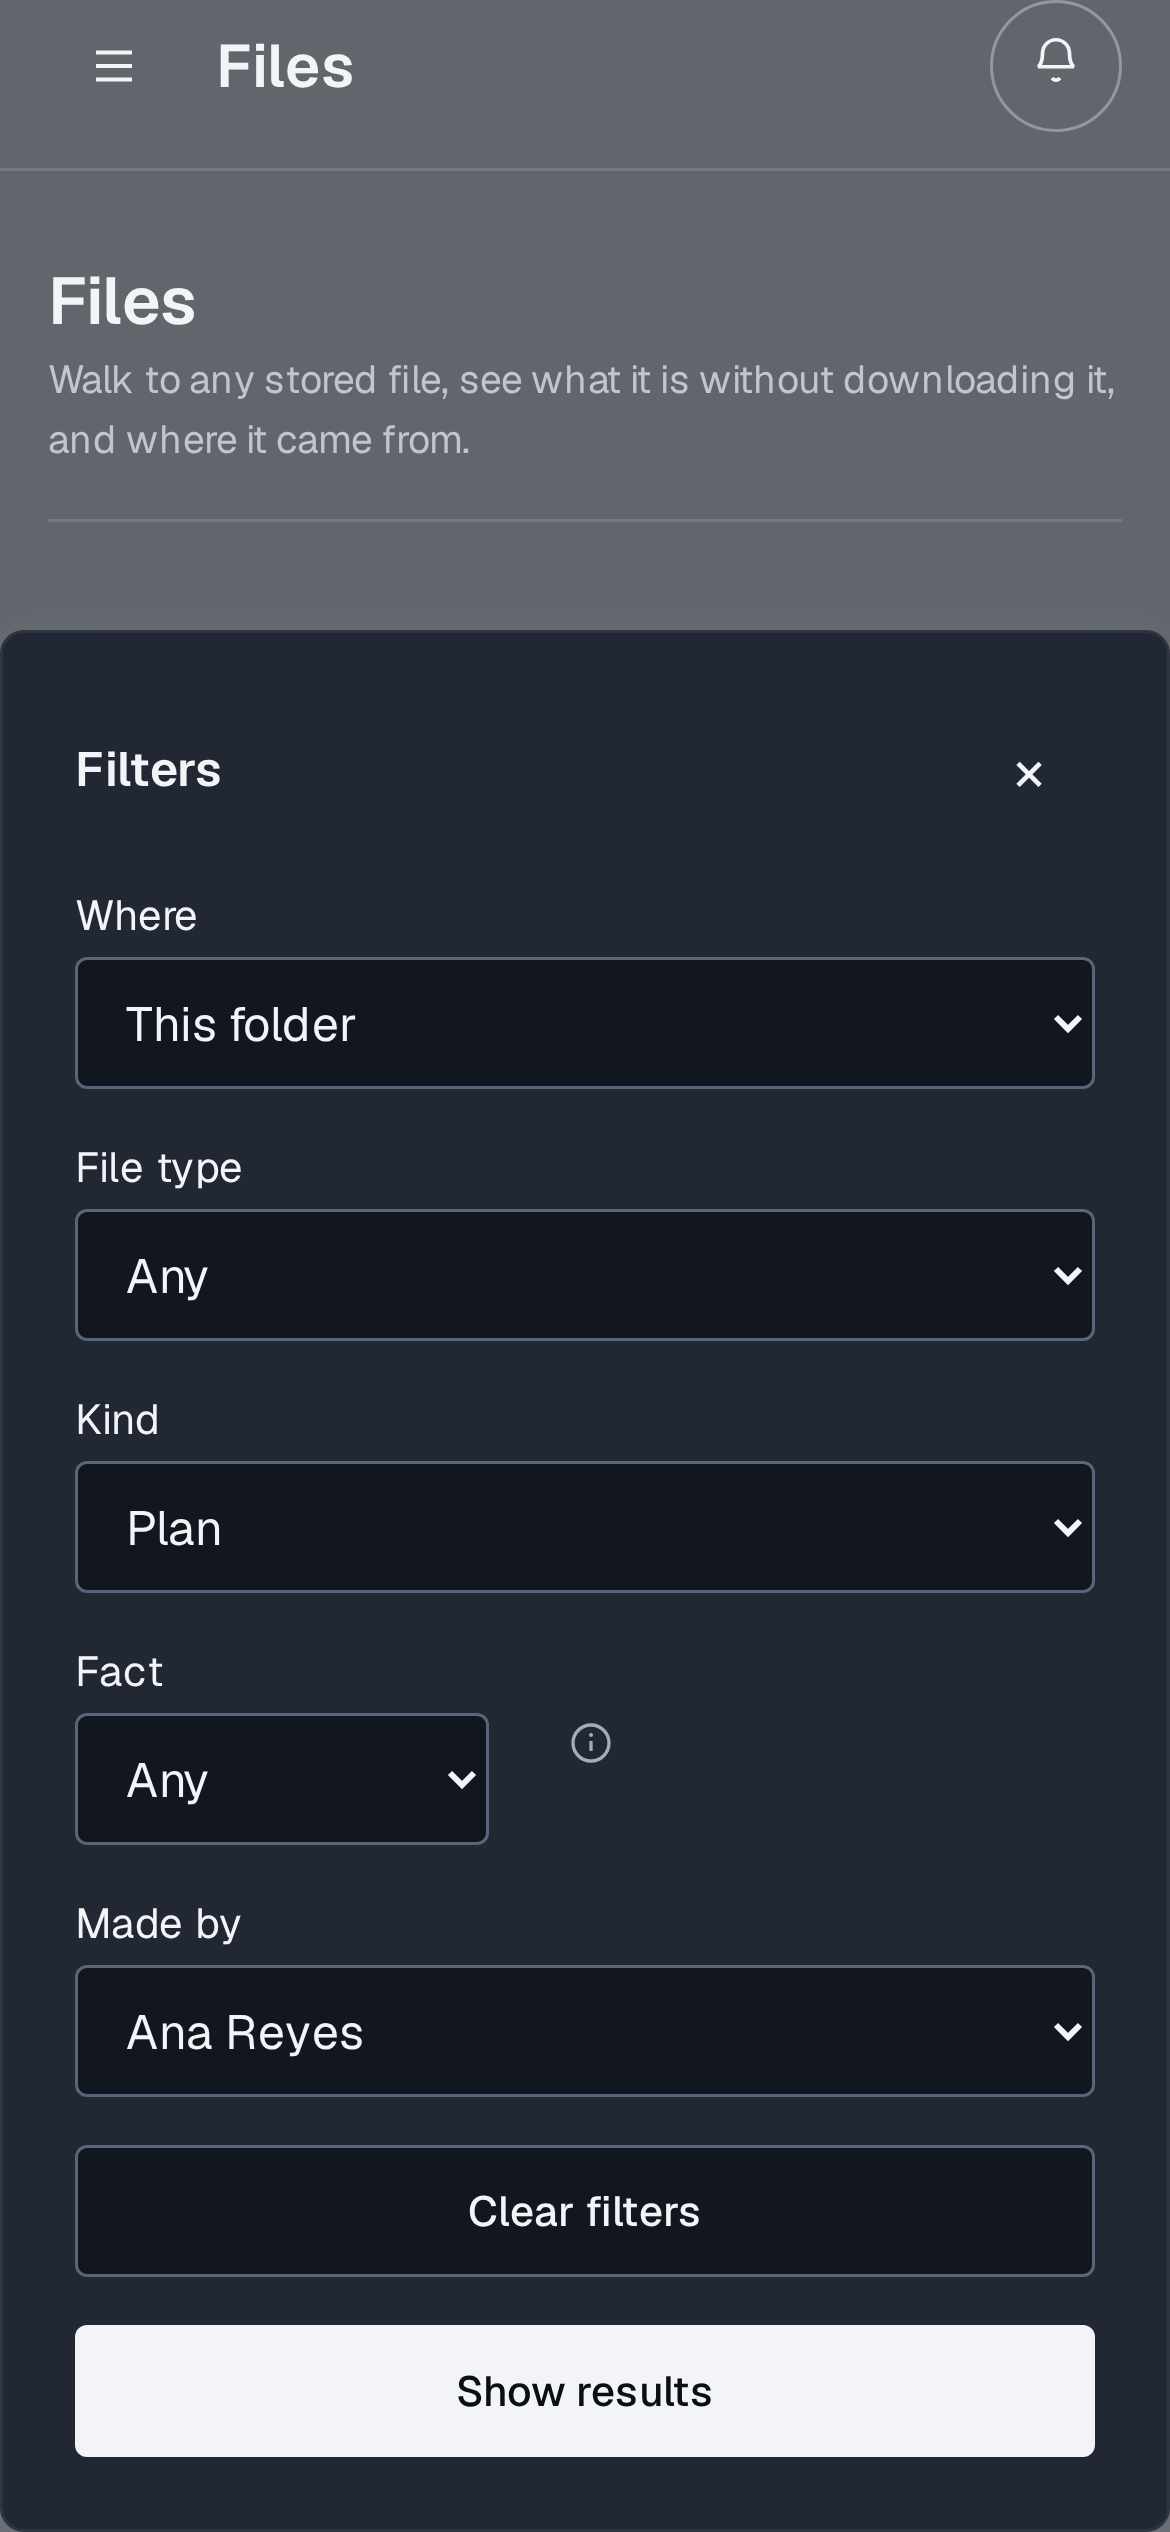 Files
Files
Walk to any stored file, see what it is without downloading it,
and where it came from.
Filters
Where
This folder
File type
Any
Kind
Plan
Fact
Any
Made by
Ana Reyes
Clear filters
Show results